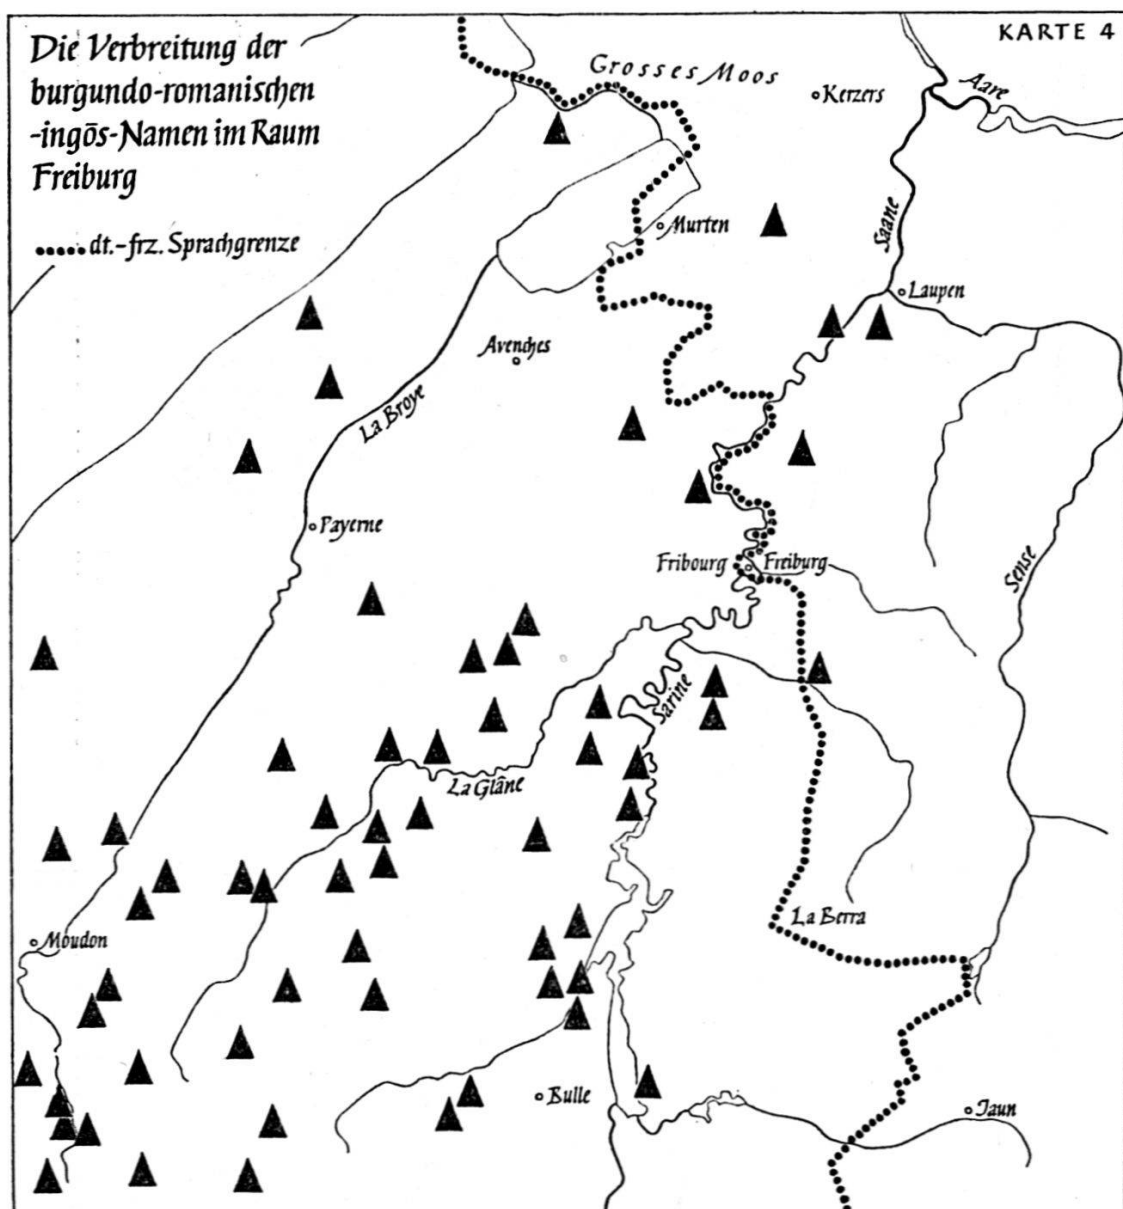 Die Verbreitung der
burgundo-romanischen
-ingōs-Namen im Raum
Freiburg
dt.-frz. Sprachgrenze
KARTE 4
Grosses Moos
Kerzers
Aare
Murten
Saane
Laupen
Avenches
La Broye
Payerne
Fribourg
Freiburg
Sense
Sarine
La Glâne
La Berra
Moudon
Bulle
Jaun